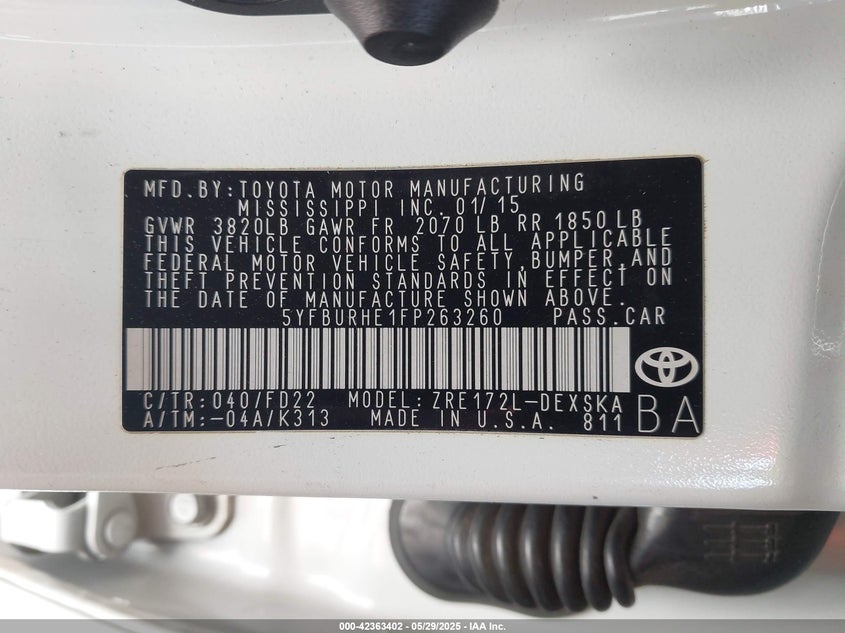 MFD.BY:TOYOTA MOTOR MANUFACTURING
MISSISSIPPI INC. 01/15
GVWR 3820LB GAWR FR 2070 LB RR 1850 LB
THIS VEHICLE CONFORMS TO ALL APPLICABLE
FEDERAL MOTOR VEHICLE SAFETY,BUMPER,AND
THEFT PREVENTION STANDARDS IN EFFECT ON
THE DATE OF MANUFACTURE SHOWN ABOVE.
5YFBURHE1FP263260 PASS.CAR
C/TR:040/FD22 MODEL:ZRE172L-DEXSKA
A/TM:-04A/K313 MADE IN U.S.A. 811 BA
000-42363402 - 05/29/2025 - IAA Inc.